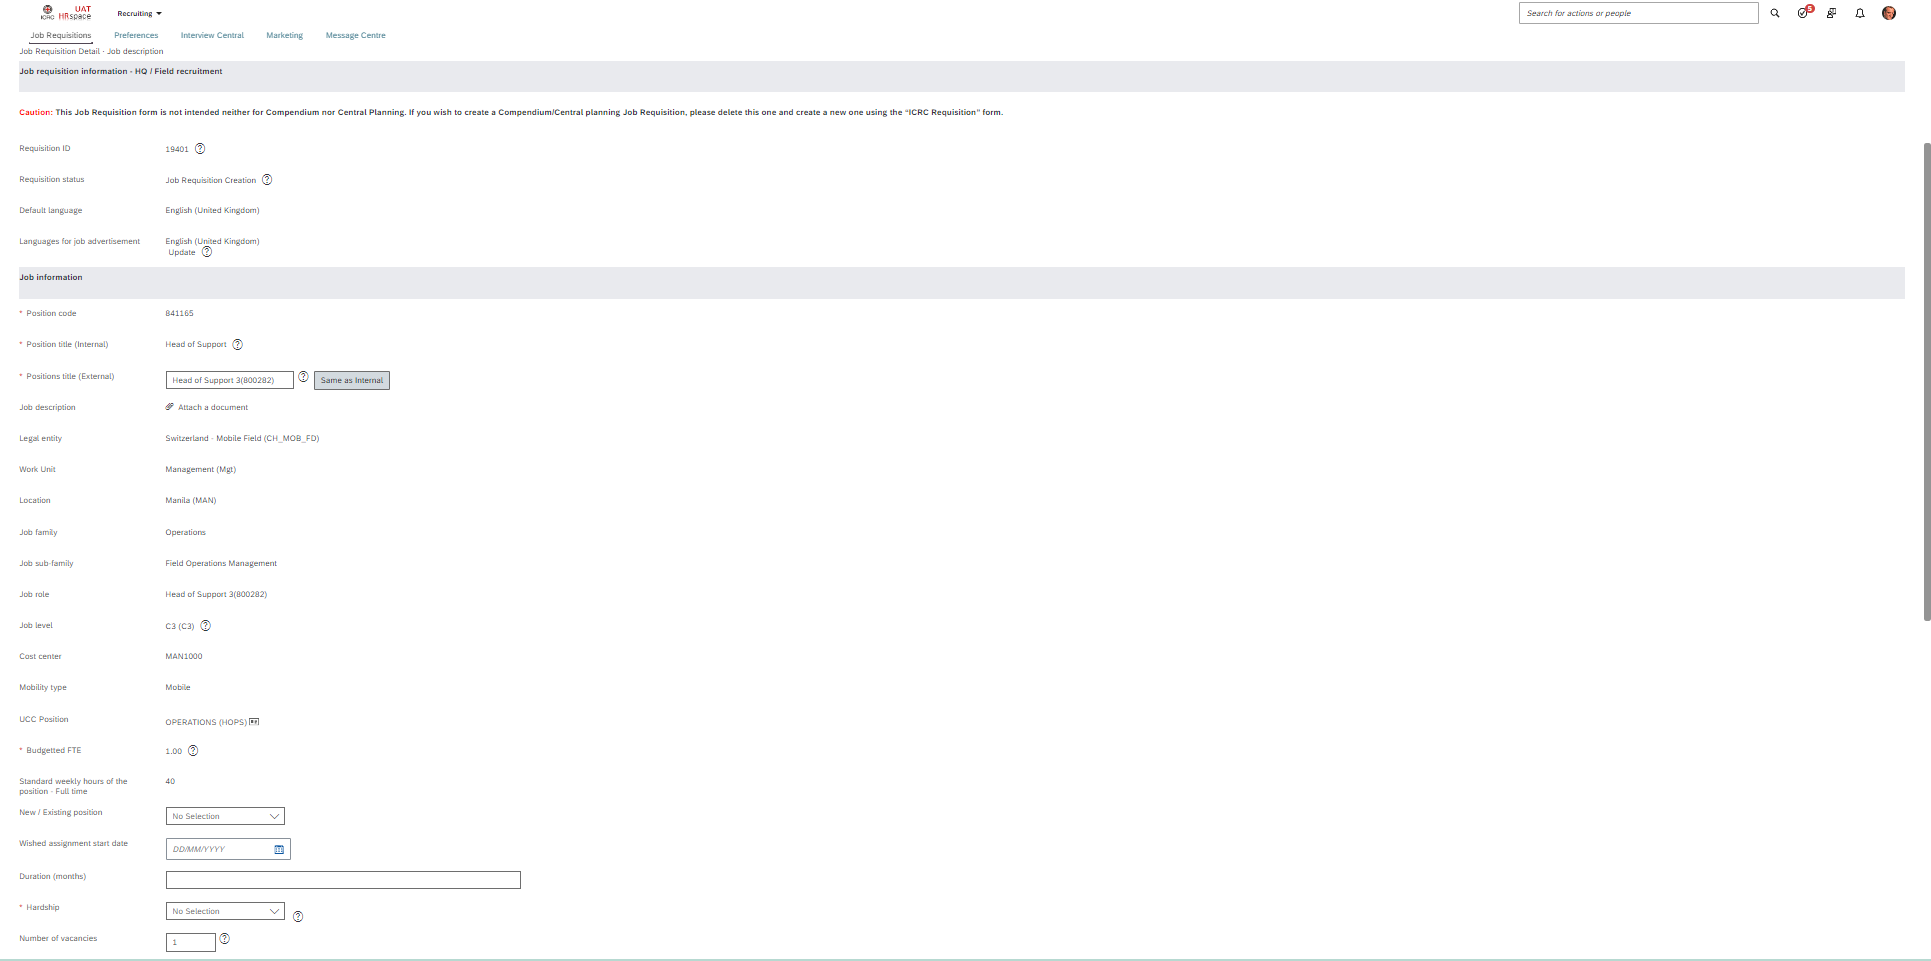 ICRC
UAT
HRspace
Recruiting
Search for actions or people
5
Job Requisitions
Preferences
Interview Central
Marketing
Message Centre
Job Requisition Detail - Job description
Job requisition information - HQ / Field recruitment
Caution: This Job Requisition form is not intended neither for Compendium nor Central Planning. If you wish to create a Compendium/Central planning Job Requisition, please delete this one and create a new one using the "ICRC Requisition" form.
Requisition ID
19401 ?
Requisition status
Job Requisition Creation ?
Default language
English (United Kingdom)
Languages for job advertisement
English (United Kingdom)
Update ?
Job information
* Position code
841165
* Position title (Internal)
Head of Support ?
* Positions title (External)
Head of Support 3(800282) ? Same as Internal
Job description
Attach a document
Legal entity
Switzerland - Mobile Field (CH_MOB_FD)
Work Unit
Management (Mgt)
Location
Manila (MAN)
Job family
Operations
Job sub-family
Field Operations Management
Job role
Head of Support 3(800282)
Job level
C3 (C3) ?
Cost center
MAN1000
Mobility type
Mobile
UCC Position
OPERATIONS (HOPS)
* Budgetted FTE
1.00 ?
Standard weekly hours of the
position - Full time
40
New / Existing position
No Selection
Wished assignment start date
DD/MM/YYYY
Duration (months)
* Hardship
No Selection ?
Number of vacancies
1 ?